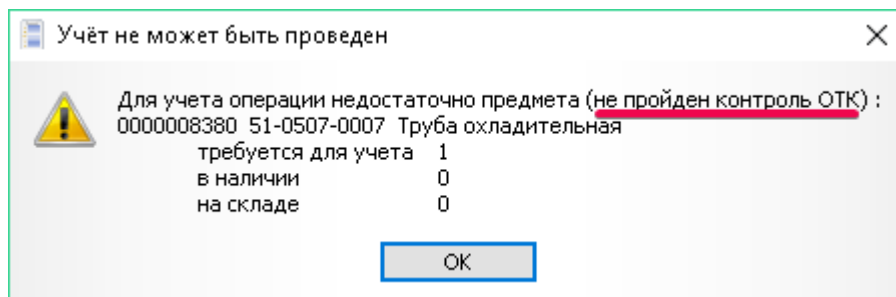 Учёт не может быть проведен
Для учета операции недостаточно предмета (не пройден контроль ОТК) :
0000008380 51-0507-0007 Труба охладительная
требуется для учета 1
в наличии 0
на складе 0
OK